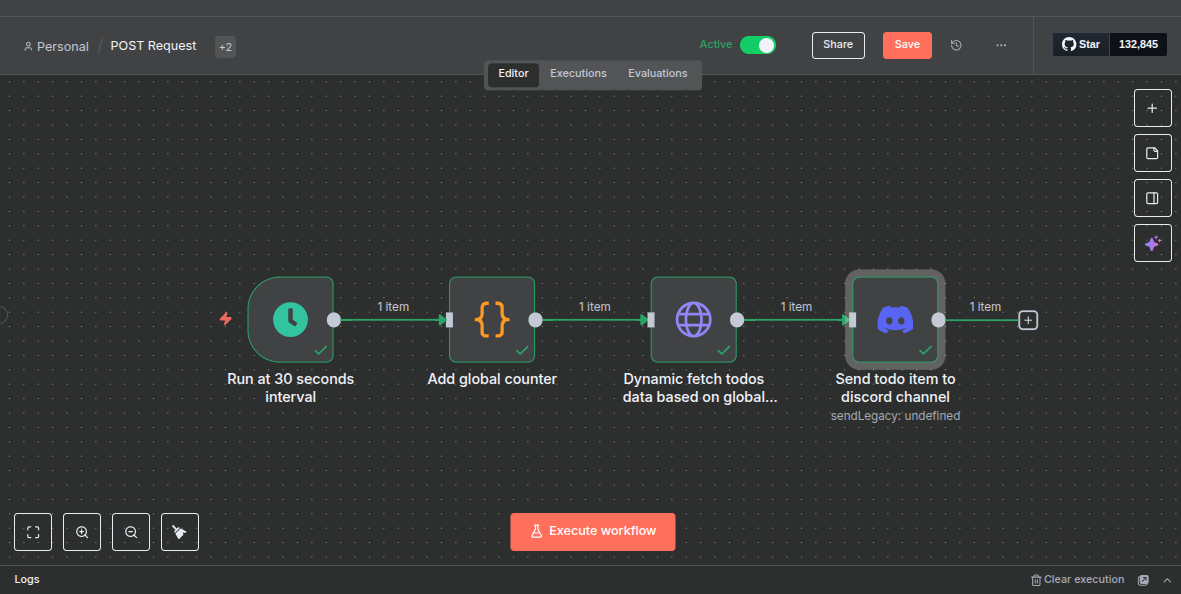 Personal / POST Request +2
Active
Share
Save
Star 132,845
Editor Executions Evaluations
1 item
1 item
1 item
1 item
Run at 30 seconds
interval
Add global counter
Dynamic fetch todos
data based on global...
Send todo item to
discord channel
sendLegacy: undefined
Execute workflow
Logs
Clear execution